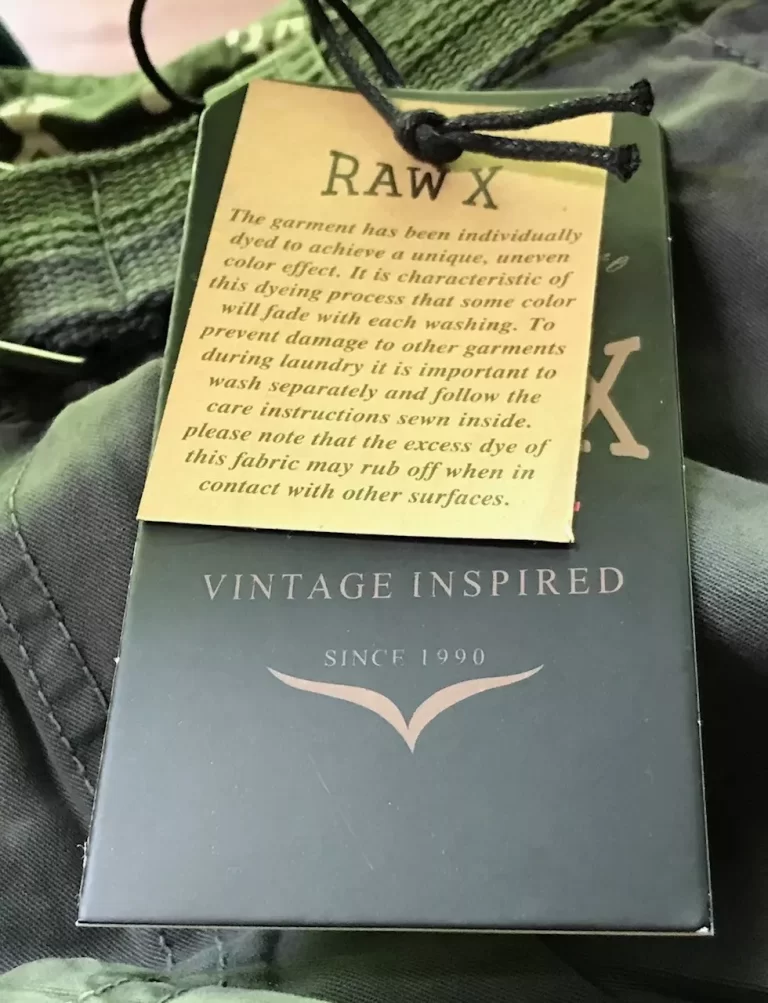 RAW X
The garment has been individually
dyed to achieve a unique, uneven
color effect. It is characteristic of
this dyeing process that some color
will fade with each washing. To
prevent damage to other garments
during laundry it is important to
wash separately and follow the
care instructions sewn inside.
please note that the excess dye of
this fabric may rub off when in
contact with other surfaces.
X
VINTAGE INSPIRED
SINCE 1990